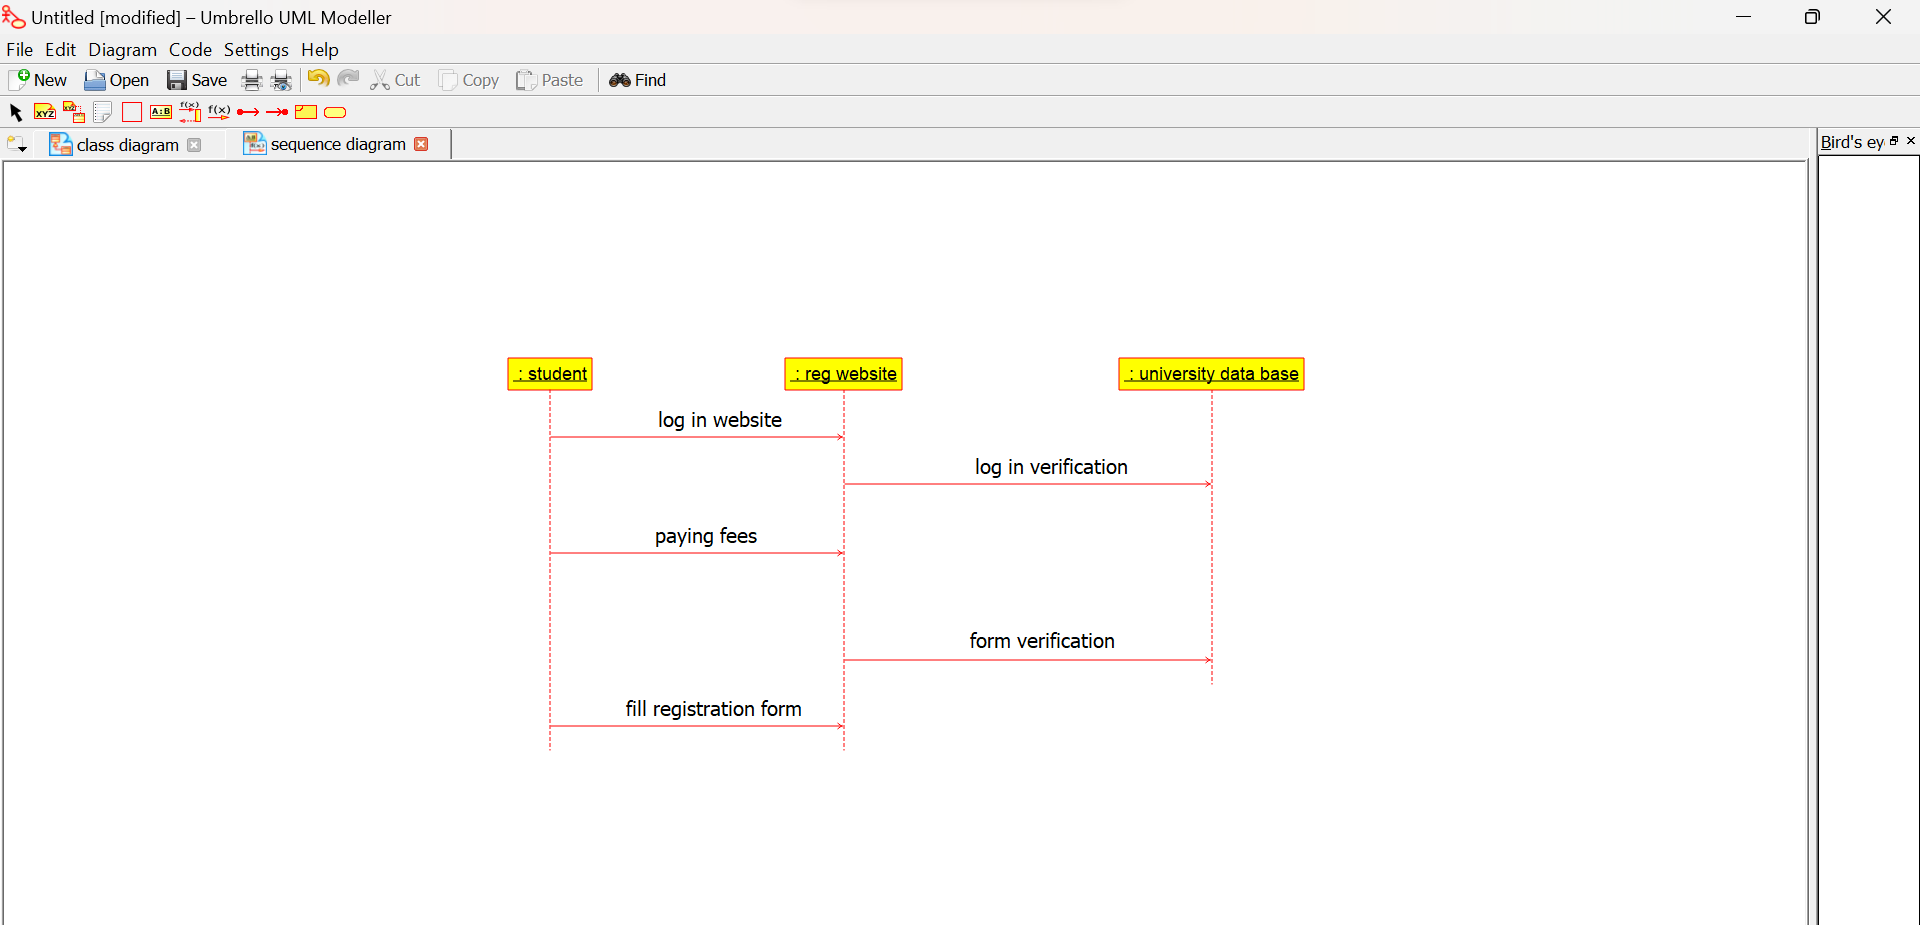 Untitled [modified] – Umbrello UML Modeller
File Edit Diagram Code Settings Help
New Open Save Cut Copy Paste Find
XYZ XYZ A:B f(x) f(x)
class diagram sequence diagram Bird's ey
: student : reg website : university data base
log in website
log in verification
paying fees
form verification
fill registration form